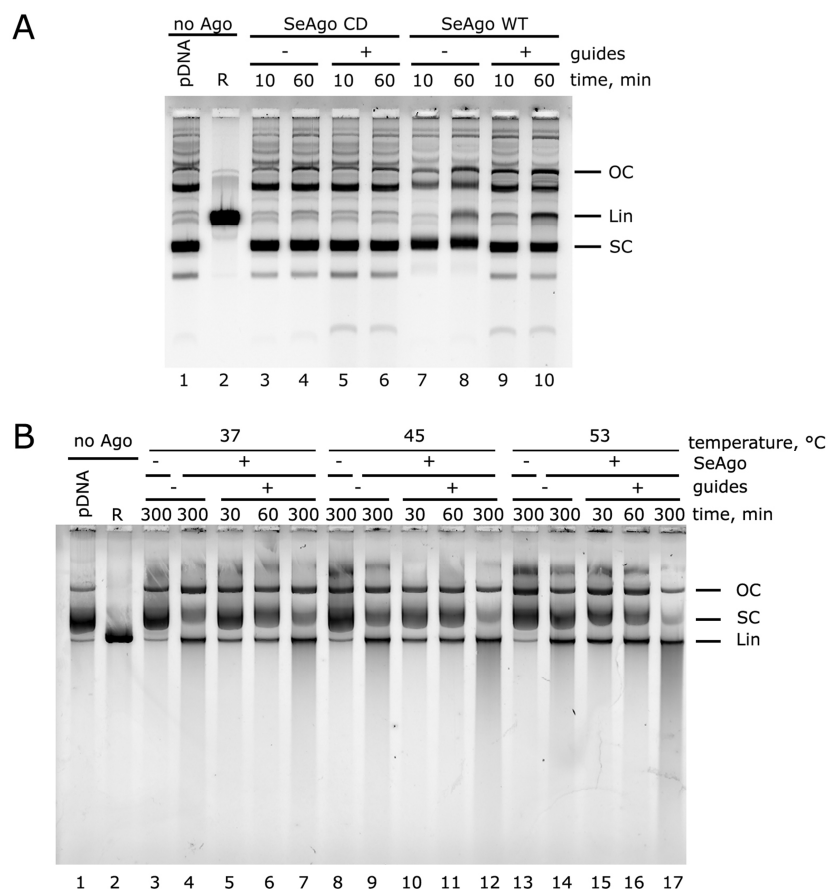 A
no Ago SeAgo CD SeAgo WT
- + - + guides
pDNA R 10 60 10 60 10 60 10 60 time, min
OC
Lin
SC
1 2 3 4 5 6 7 8 9 10
B
no Ago 37 45 53 temperature, °C
- + - + - + SeAgo
- + - + - + guides
pDNA R 300 300 30 60 300 300 300 30 60 300 300 300 30 60 300 time, min
OC
SC
Lin
1 2 3 4 5 6 7 8 9 10 11 12 13 14 15 16 17